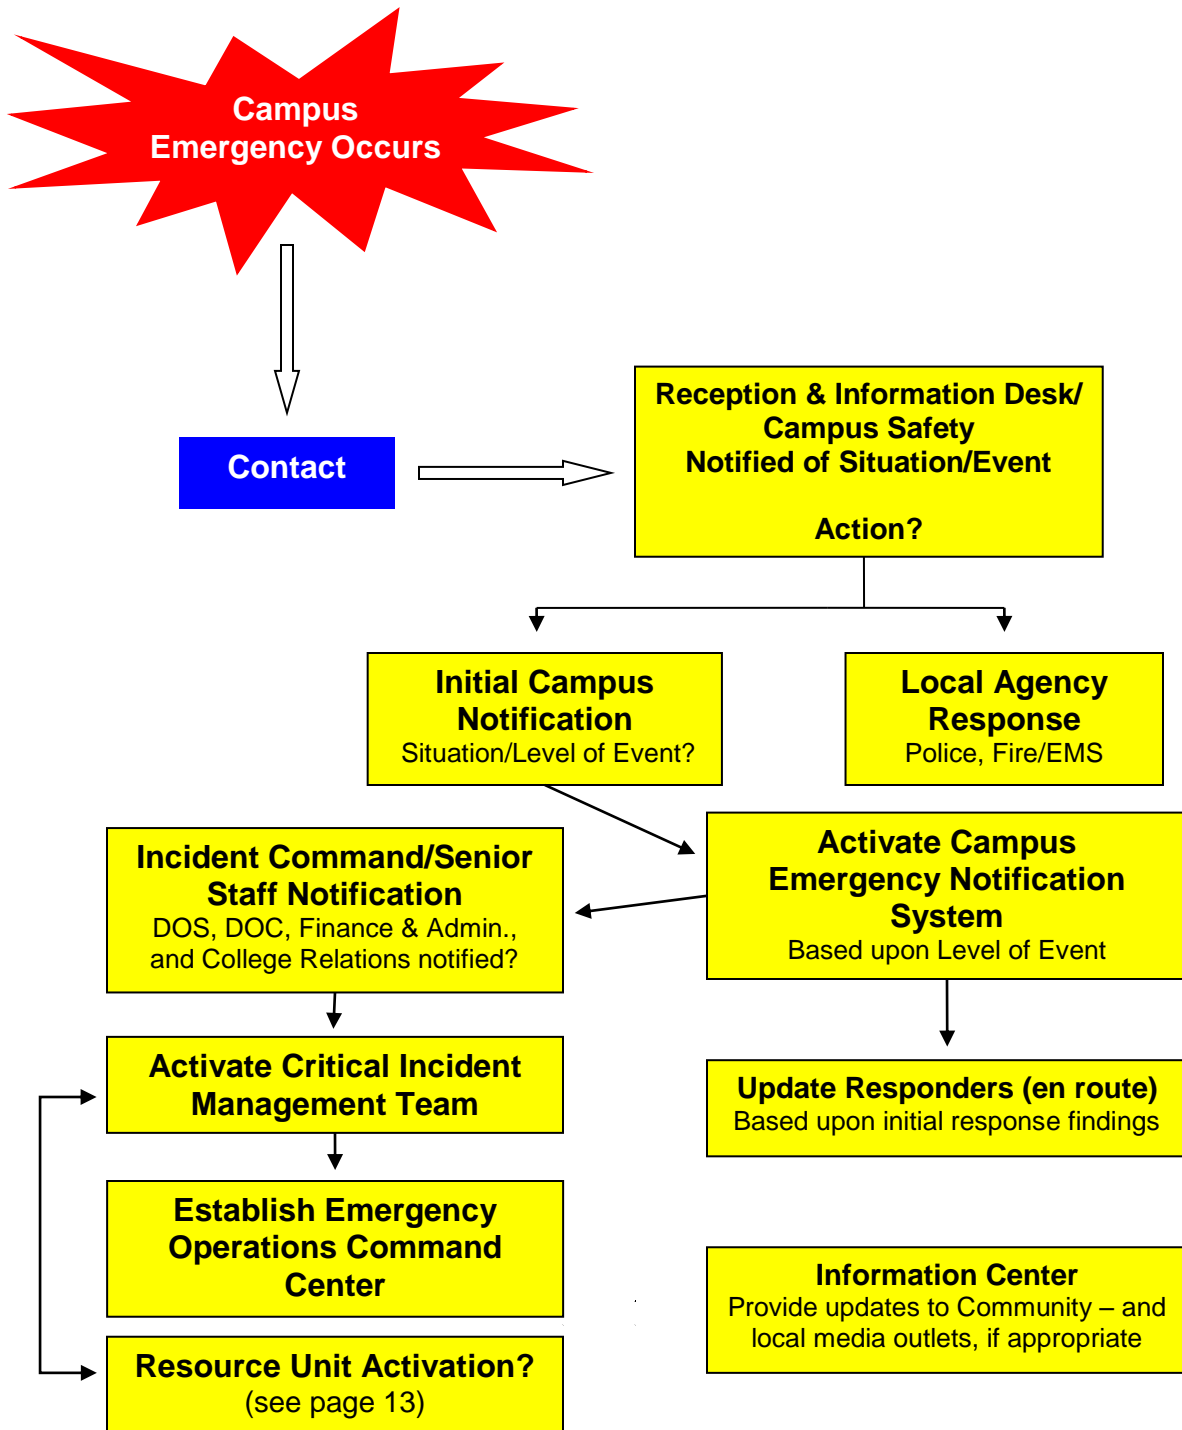 Campus
Emergency Occurs
Contact
Reception & Information Desk/
Campus Safety
Notified of Situation/Event
Action?
Initial Campus
Notification
Situation/Level of Event?
Local Agency
Response
Police, Fire/EMS
Activate Campus
Emergency Notification
System
Based upon Level of Event
Incident Command/Senior
Staff Notification
DOS, DOC, Finance & Admin.,
and College Relations notified?
Activate Critical Incident
Management Team
Update Responders (en route)
Based upon initial response findings
Establish Emergency
Operations Command
Center
Information Center
Provide updates to Community – and
local media outlets, if appropriate
Resource Unit Activation?
(see page 13)